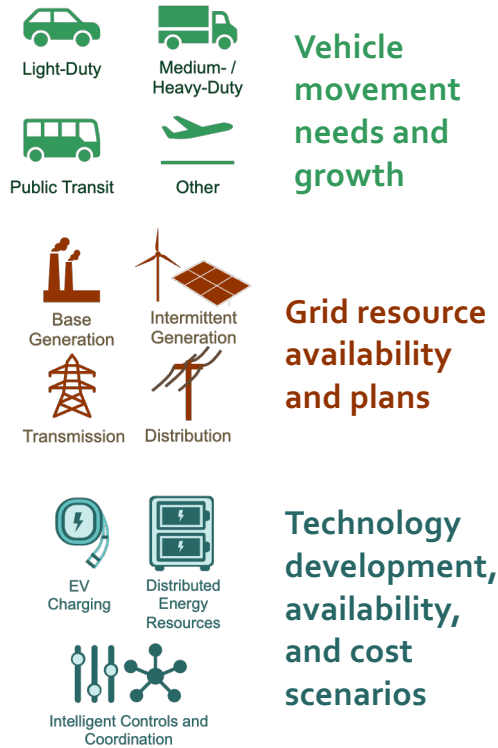 Light-Duty
Medium- /
Heavy-Duty
Public Transit
Other
Vehicle
movement
needs and
growth
Base
Generation
Intermittent
Generation
Transmission
Distribution
Grid resource
availability
and plans
EV
Charging
Distributed
Energy
Resources
Intelligent Controls and
Coordination
Technology
development,
availability,
and cost
scenarios